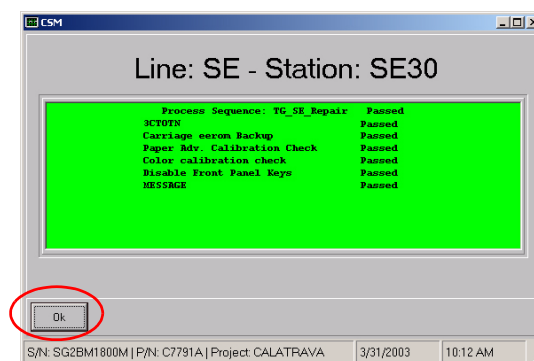 CSM
Line: SE - Station: SE30
Process Sequence: TG_SE_Repair Passed
3CTOTN Passed
Carriage eerom Backup Passed
Paper Adv. Calibration Check Passed
Color calibration check Passed
Disable Front Panel Keys Passed
MESSAGE Passed
Ok
S/N: SG2BM1800M | P/N: C7791A | Project: CALATRAVA 3/31/2003 10:12 AM